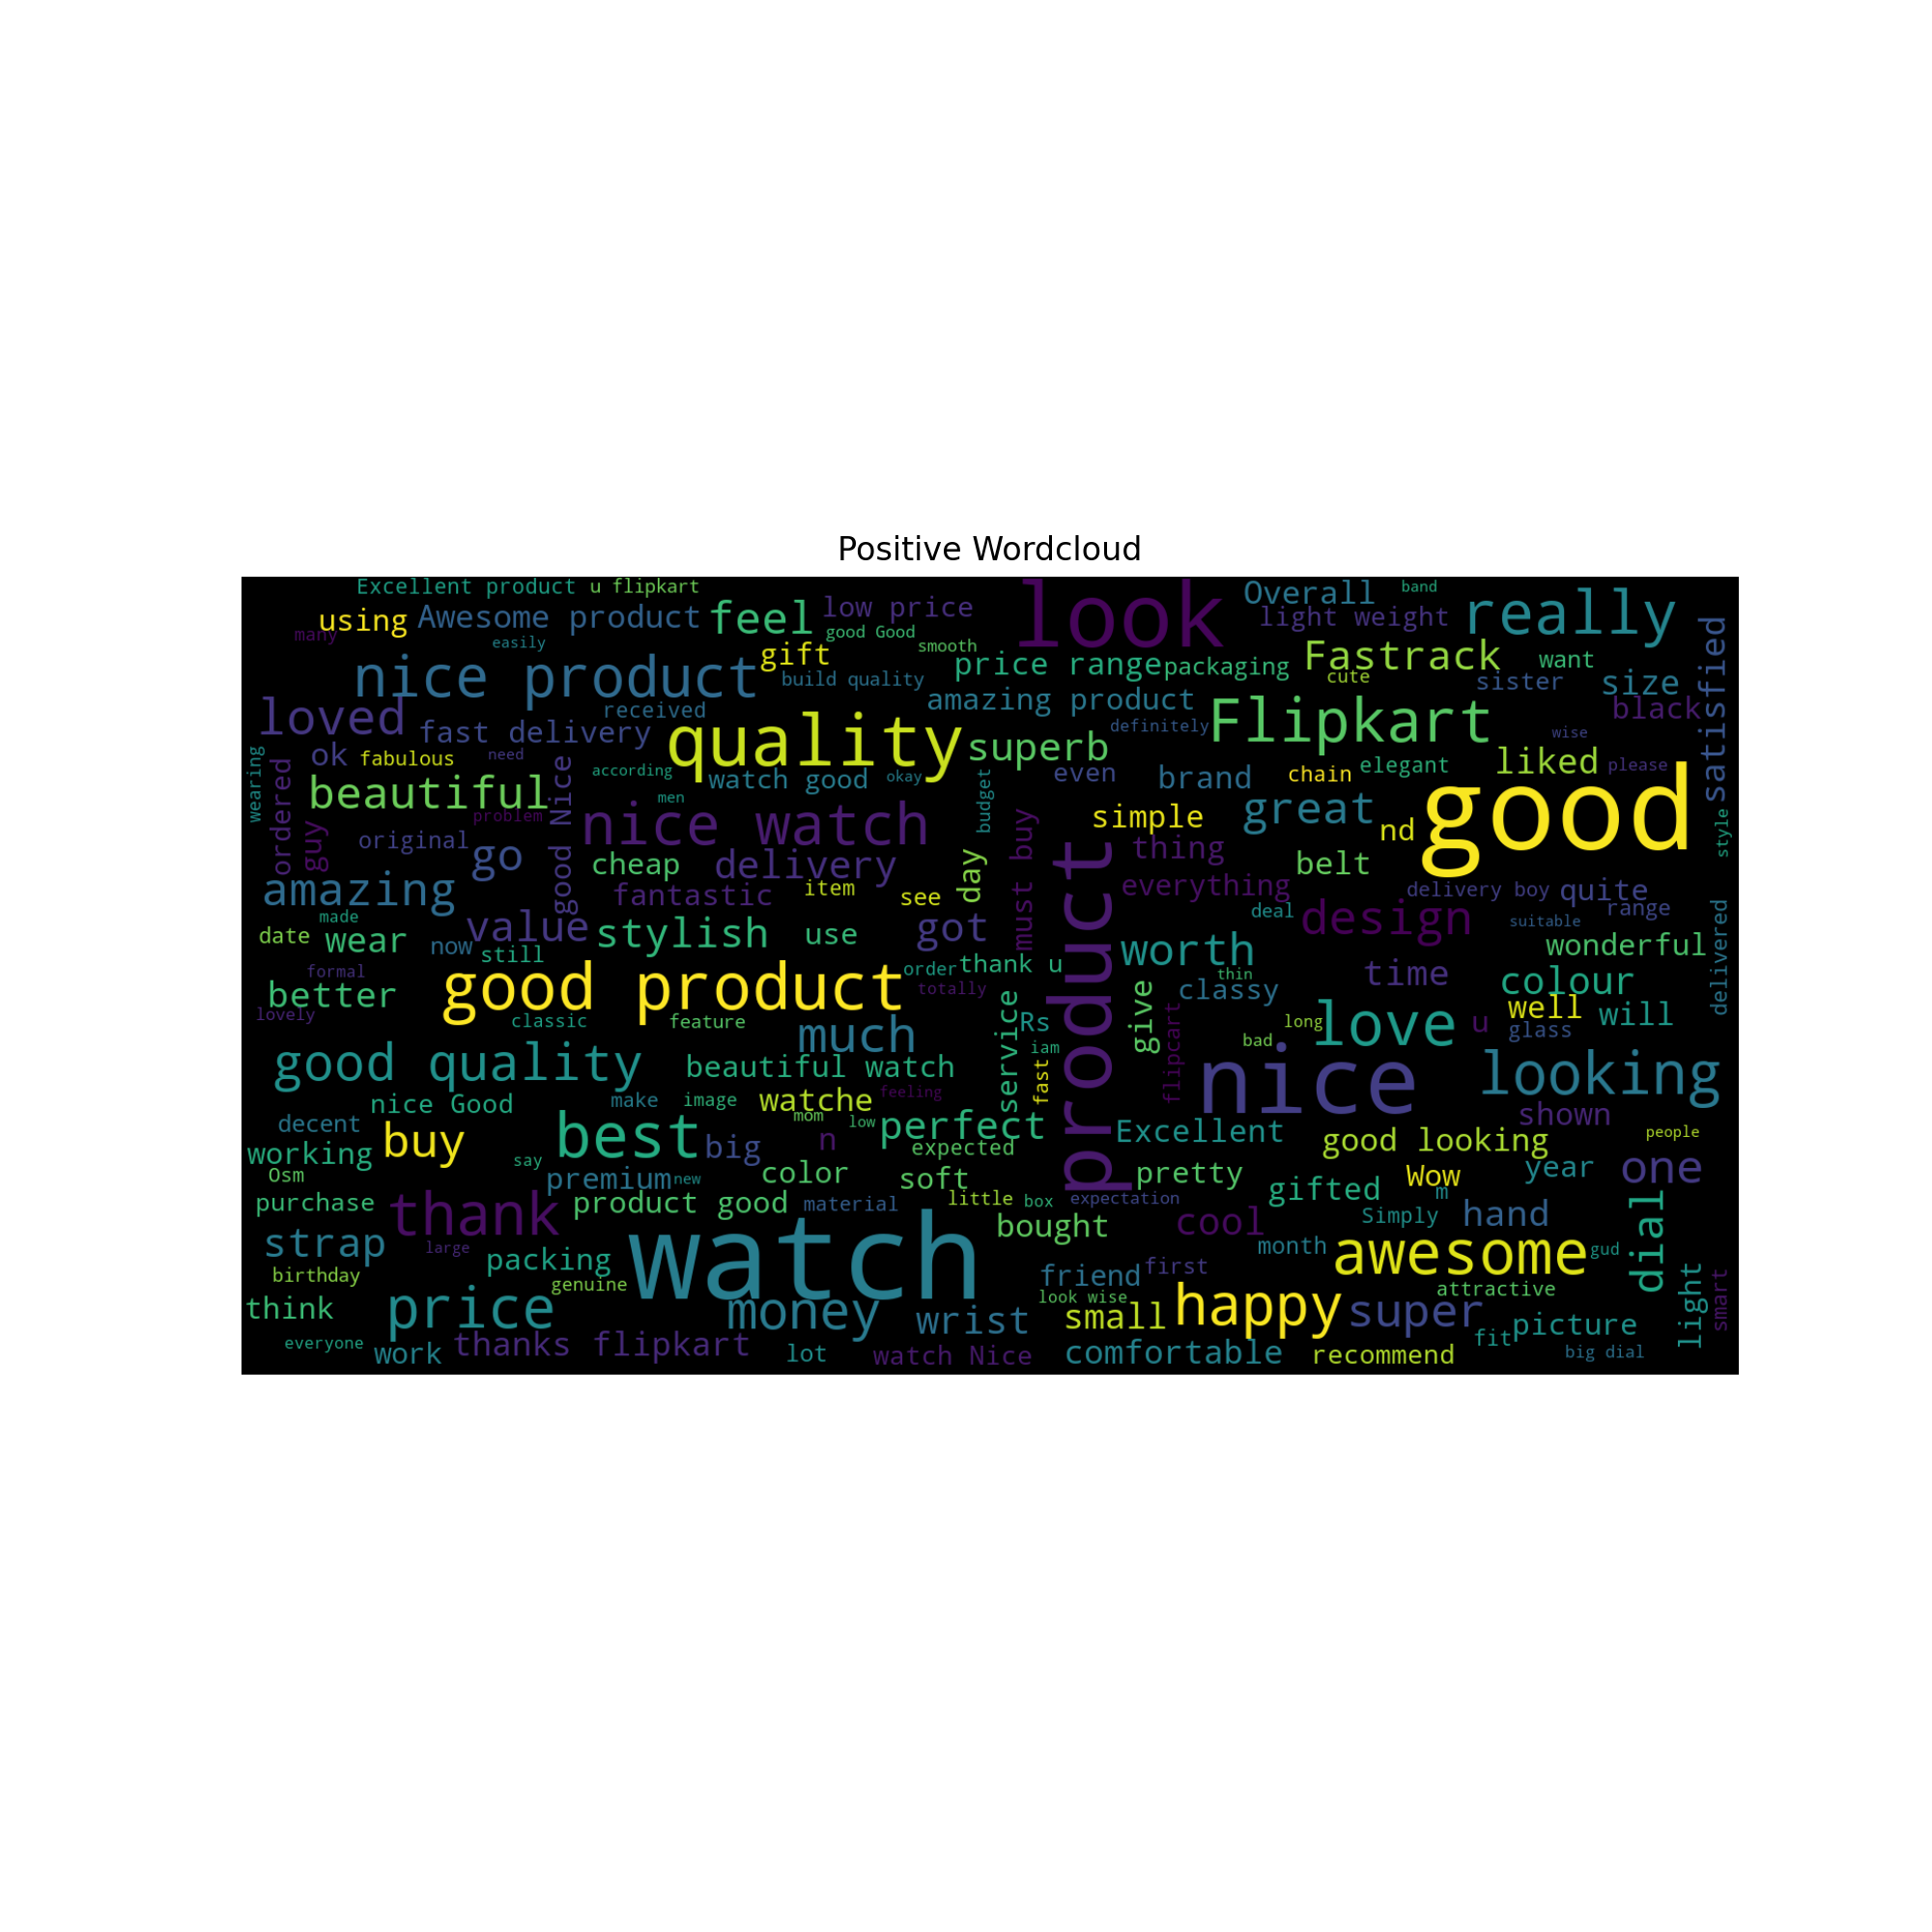 Positive Wordcloud
Excellent product u flipkart look Overall band
using Awesome product feel low price light weight really
many easily good Good smooth satisfied
nice product gift price range packaging Fastrack want
build quality cute sister size
loved received amazing product black
fast delivery quality superb definitely Flipkart wise
ok fabulous need according watch good okay even brand chain elegant liked please
wearing ordered beautiful men budget great good
guy problem good Nice nice watch simple nd style
original go cheap delivery day must buy product thing belt
amazing fantastic item see everything delivery boy quite
made value got deal design range suitable delivered
date wear now stylish use worth wonderful
still order thank u thin time
formal better good product totally classy colour
lovely classic feature service Rs give flipcart long love u well will
much iam bad glass
good quality beautiful watch fast nice looking
nice Good make image watche feeling shown
decent mom low
working buy say best big n perfect expected Excellent good looking people
Osm premium new color soft pretty Wow year one
purchase thank product good material little box expectation gifted m
strap large watch bought cool Simply hand dial
packing month awesome gud
birthday genuine friend first attractive
think price money wrist look wise small happy super light smart
fit picture
everyone work thanks flipkart lot watch Nice comfortable recommend big dial